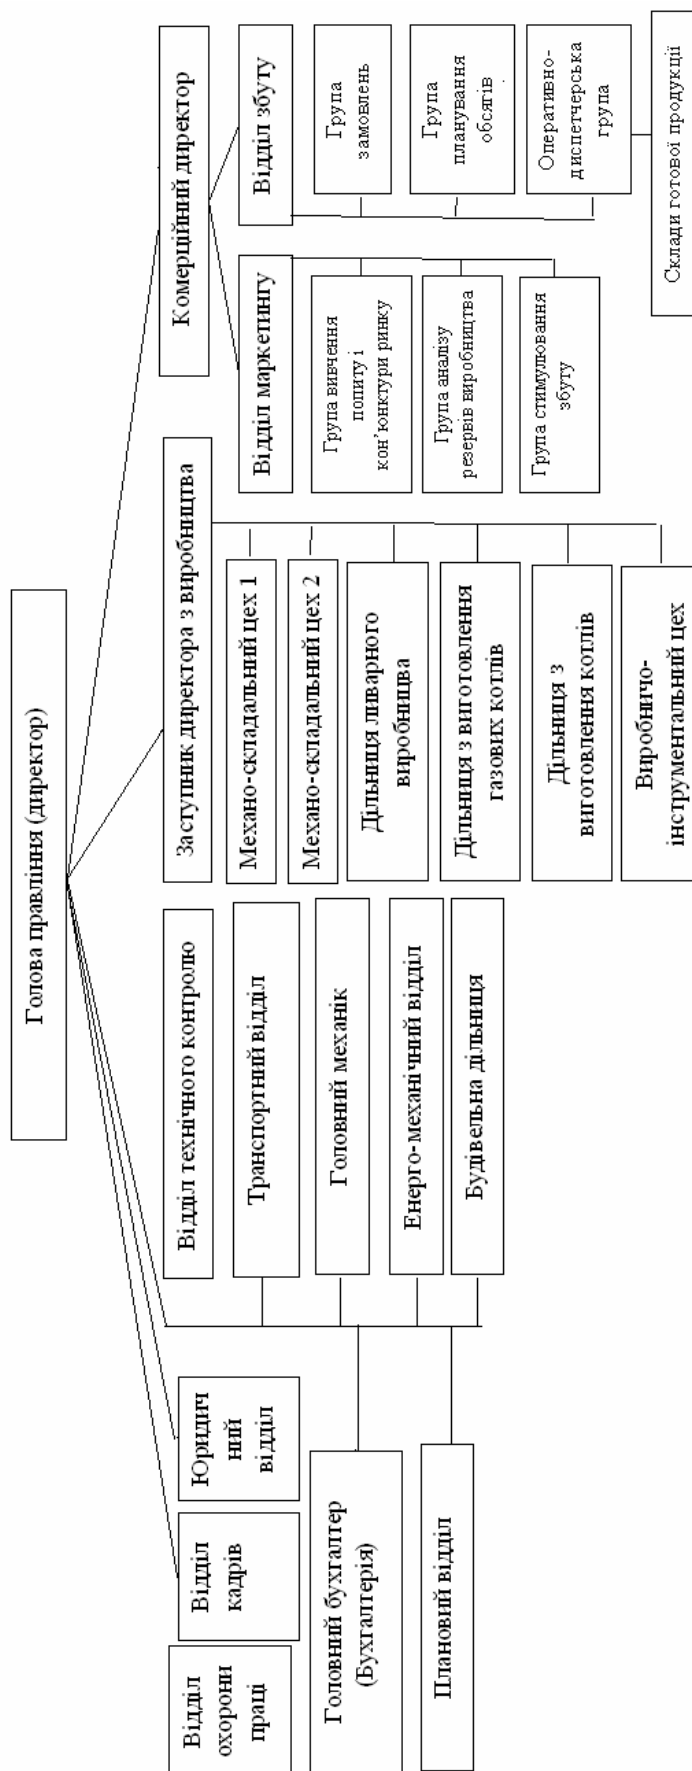 Голова правління (директор)
Відділ
охорони
праці
Відділ
кадрів
Юридич
ний
відділ
Відділ технічного контролю
Заступник директора з виробництва
Комерційний директор
Головний бухгалтер
(Бухгалтерія)
Плановий відділ
Транспортний відділ
Головний механік
Енерго-механічний відділ
Будівельна дільниця
Механо-складальний цех 1
Механо-складальний цех 2
Дільниця ливарного
виробницва
Дільниця з виготовлення
газових котлів
Дільниця з
виготовлення котлів
Виробничо-
інструментальний цех
Відділ маркетингу
Група вивчення
попиту і
кон’юнктури ринку
Група аналізу
резервів виробництва
Група стимулювання
збуту
Відділ збуту
Група
замовлень
Група
планування
обсягів
Оперативно-
диспетчерська
група
Склади готової продукції